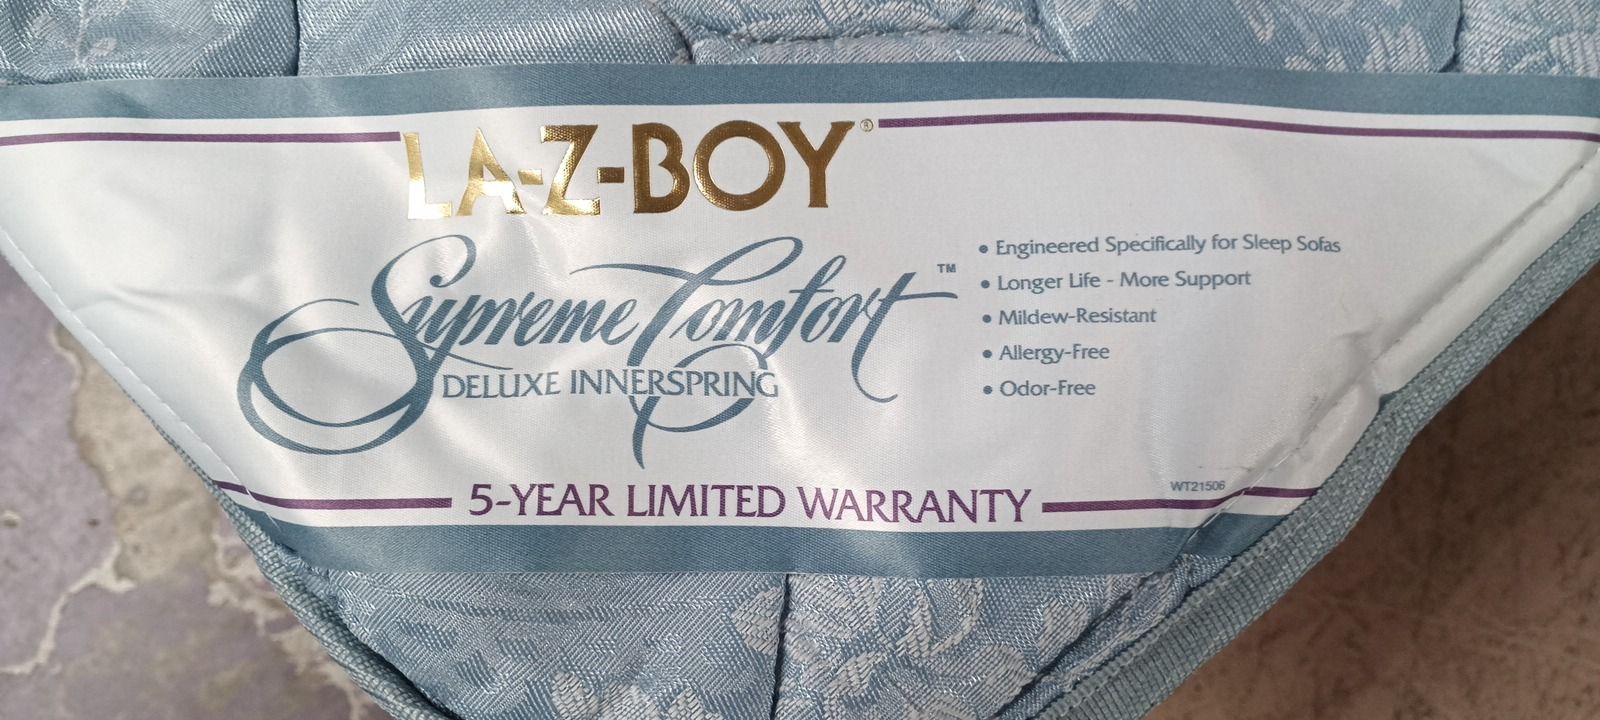 LA-Z-BOY®
Supreme Comfort™
DELUXE INNERSPRING
• Engineered Specifically for Sleep Sofas
• Longer Life - More Support
• Mildew-Resistant
• Allergy-Free
• Odor-Free
WT21506
5-YEAR LIMITED WARRANTY